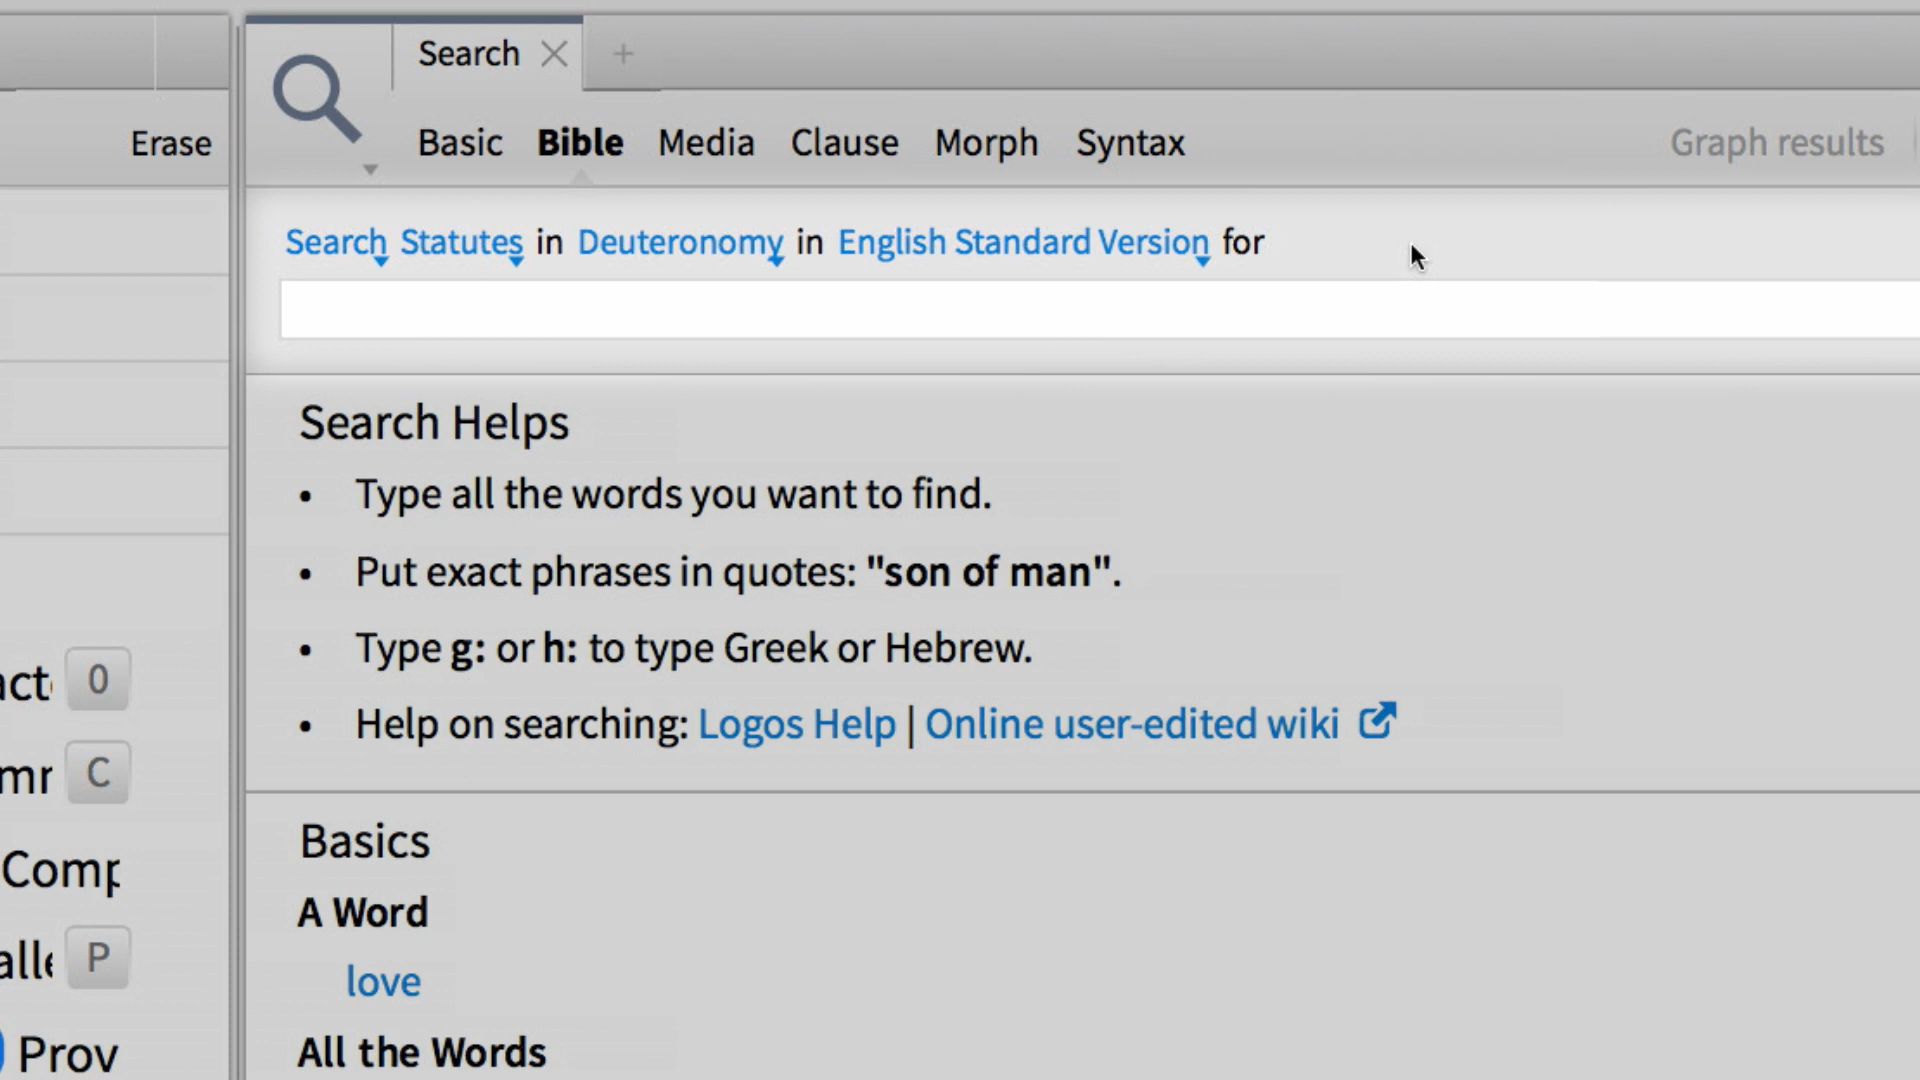 Search
Erase
Basic Bible Media Clause Morph Syntax
Graph results
Search Statutes in Deuteronomy in English Standard Version for
Search Helps
• Type all the words you want to find.
• Put exact phrases in quotes: "son of man".
• Type g: or h: to type Greek or Hebrew.
• Help on searching: Logos Help | Online user-edited wiki
0
C
P
Prov
Basics
A Word
love
All the Words